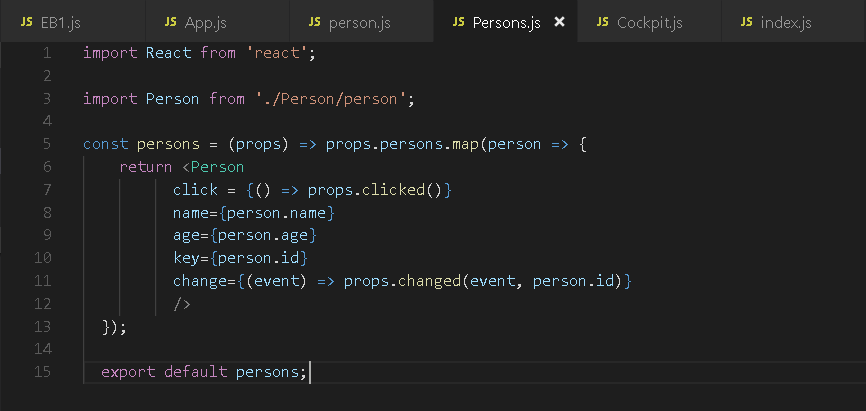 JS EB1.js JS App.js JS person.js JS Persons.js × JS Cockpit.js JS index.js
1 import React from 'react';
2
3 import Person from './Person/person';
4
5 const persons = (props) => props.persons.map(person => {
6 return <Person
7 click = {() => props.clicked()}
8 name={person.name}
9 age={person.age}
10 key={person.id}
11 change={(event) => props.changed(event, person.id)}
12 />
13 });
14
15 export default persons;